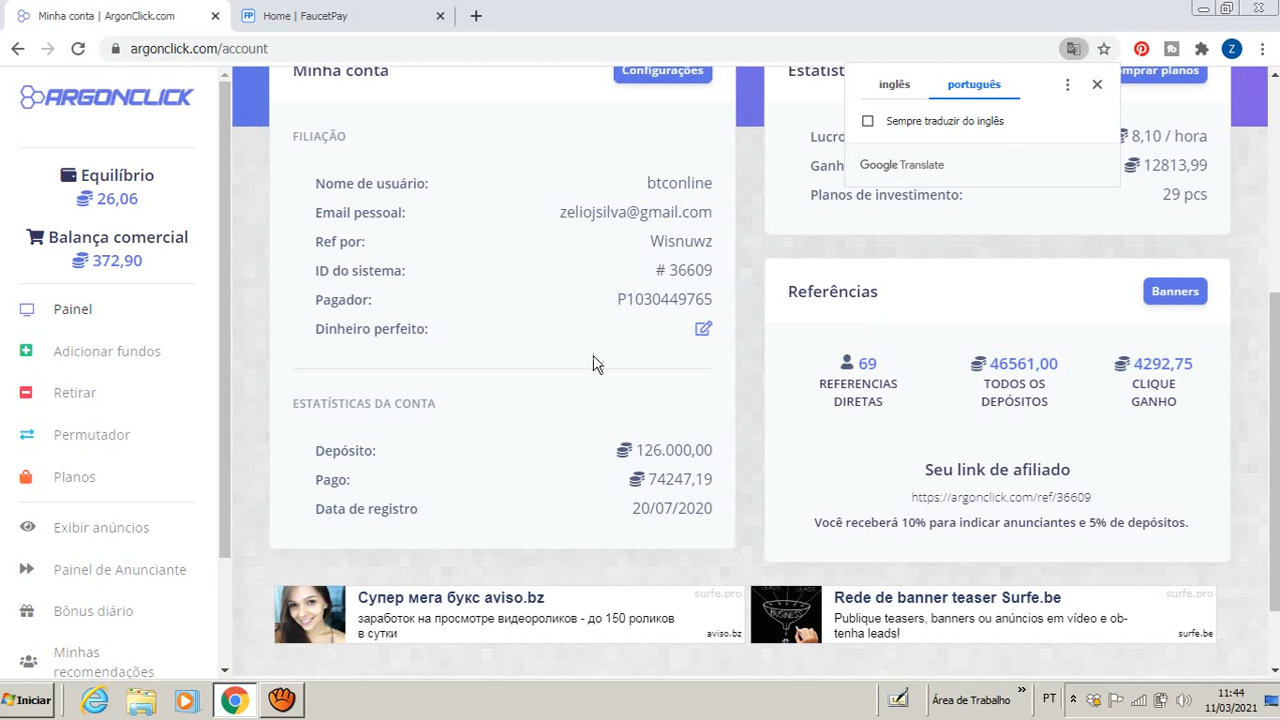 Minha conta | ArgonClick.com
Home | FaucetPay
argonclick.com/account
ARGONCLICK
Equilíbrio
26,06
Balança comercial
372,90
Painel
Adicionar fundos
Retirar
Permutador
Planos
Exibir anúncios
Painel de Anunciante
Bônus diário
Minhas
recomendações
Minha conta
Configurações
FILIAÇÃO
Nome de usuário: btconline
Email pessoal: zeliojsilva@gmail.com
Ref por: Wisnuwz
ID do sistema: # 36609
Pagador: P1030449765
Dinheiro perfeito:
ESTATÍSTICAS DA CONTA
Depósito: 126.000,00
Pago: 74247,19
Data de registro 20/07/2020
Estatíst
mprar planos
inglês português
Sempre traduzir do inglês
Google Translate
Lucro 8,10 / hora
Ganh 12813,99
Planos de investimento: 29 pcs
Referências
Banners
69 46561,00 4292,75
REFERENCIAS TODOS OS CLIQUE
DIRETAS DEPÓSITOS GANHO
Seu link de afiliado
https://argonclick.com/ref/36609
Você receberá 10% para indicar anunciantes e 5% de depósitos.
Супер мега букс aviso.bz surfe.pro
заработок на просмотре видеороликов - до 150 роликов
в сутки aviso.bz
BUSINESS
Rede de banner teaser Surfe.be surfe.pro
Publique teasers, banners ou anúncios em vídeo e ob-
tenha leads! surfe.be
Iniciar
Área de Trabalho
»
PT
11:44
11/03/2021
Z
FP